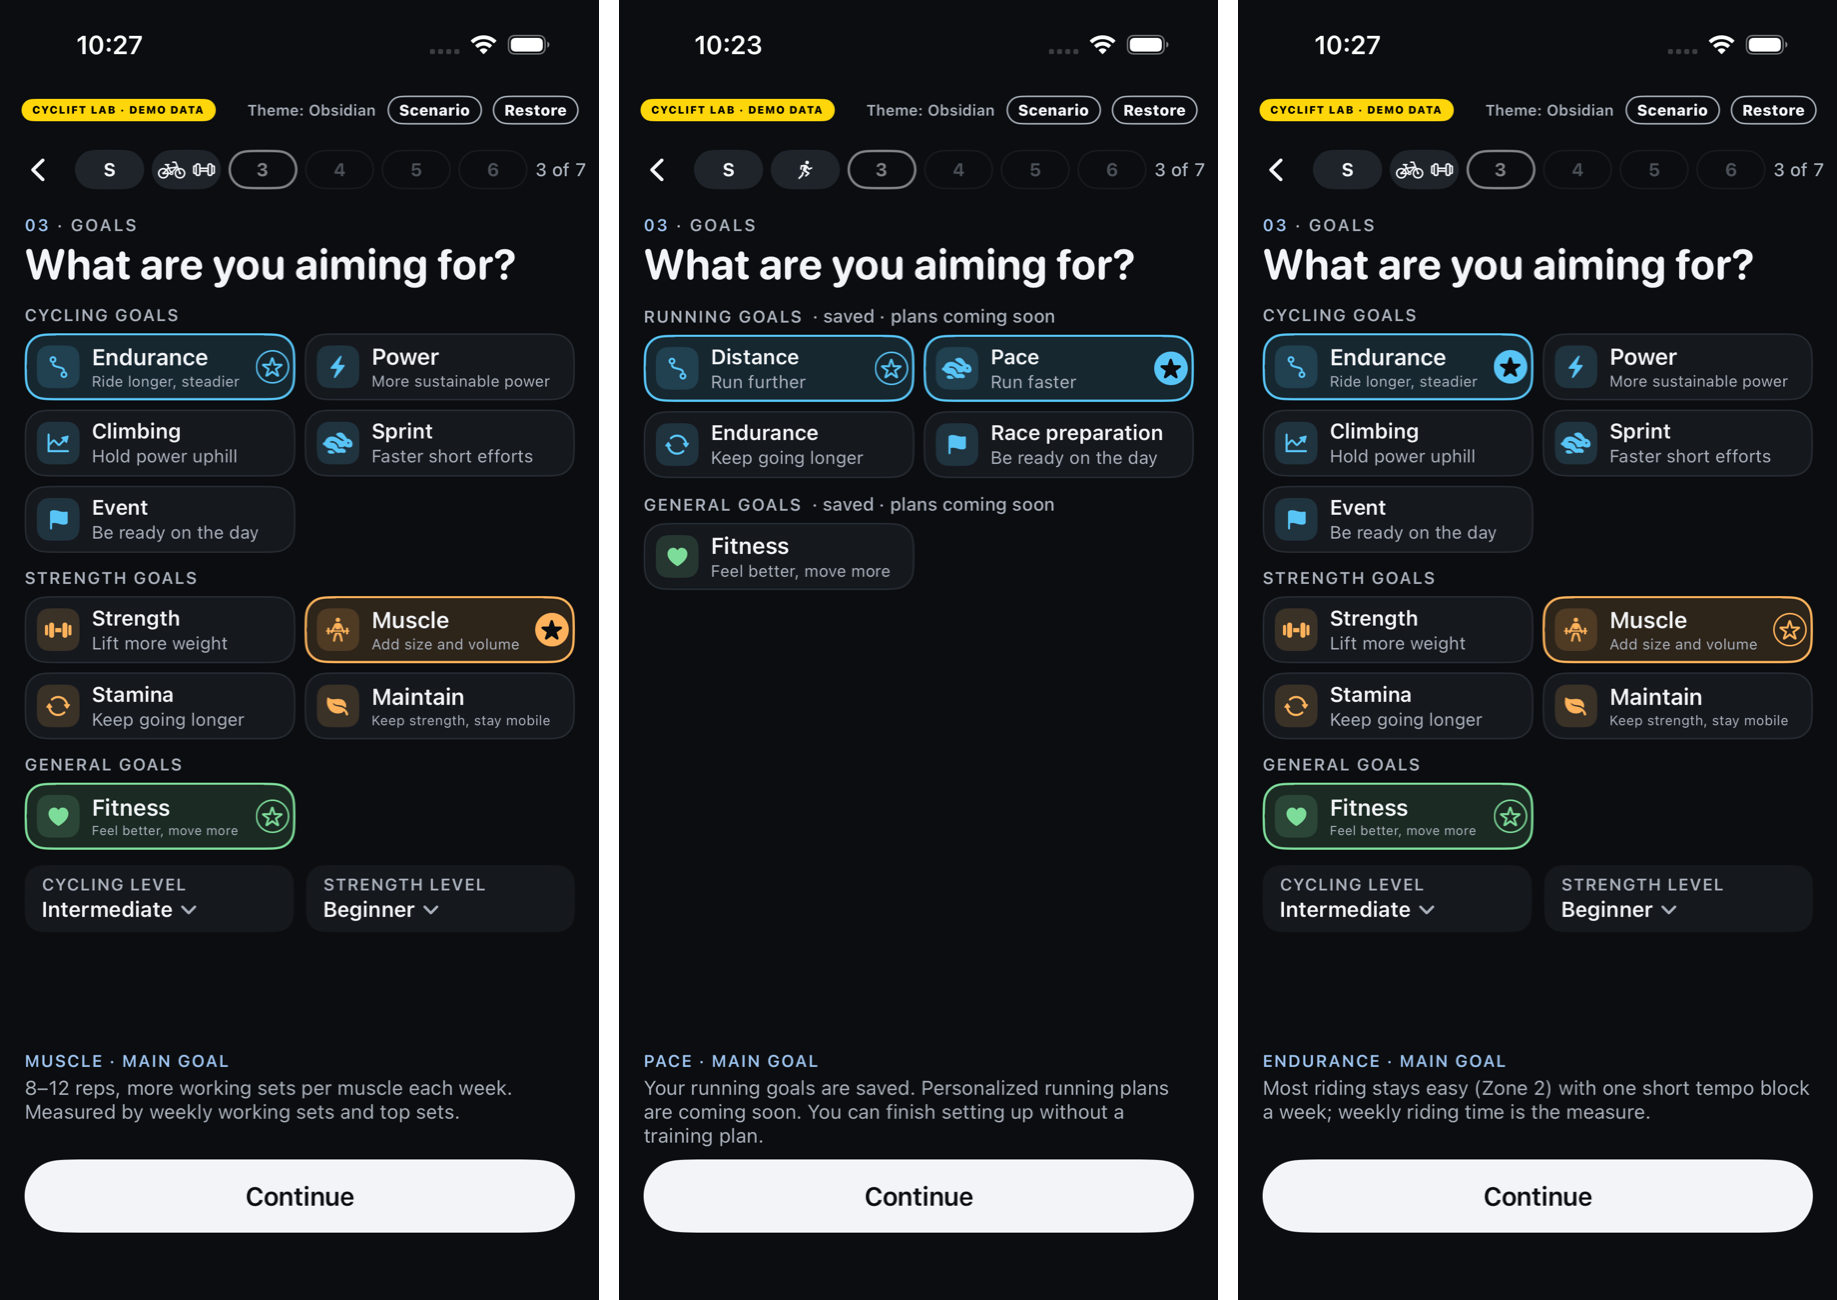 10:27
CYCLIFT LAB · DEMO DATA Theme: Obsidian Scenario Restore
S 3 4 5 6 3 of 7
03 · GOALS
What are you aiming for?
CYCLING GOALS
Endurance
Ride longer, steadier
Power
More sustainable power
Climbing
Hold power uphill
Sprint
Faster short efforts
Event
Be ready on the day
STRENGTH GOALS
Strength
Lift more weight
Muscle
Add size and volume
Stamina
Keep going longer
Maintain
Keep strength, stay mobile
GENERAL GOALS
Fitness
Feel better, move more
CYCLING LEVEL
Intermediate
STRENGTH LEVEL
Beginner
MUSCLE · MAIN GOAL
8–12 reps, more working sets per muscle each week.
Measured by weekly working sets and top sets.
Continue
10:23
CYCLIFT LAB · DEMO DATA Theme: Obsidian Scenario Restore
S 3 4 5 6 3 of 7
03 · GOALS
What are you aiming for?
RUNNING GOALS · saved · plans coming soon
Distance
Run further
Pace
Run faster
Endurance
Keep going longer
Race preparation
Be ready on the day
GENERAL GOALS · saved · plans coming soon
Fitness
Feel better, move more
PACE · MAIN GOAL
Your running goals are saved. Personalized running plans
are coming soon. You can finish setting up without a
training plan.
Continue
10:27
CYCLIFT LAB · DEMO DATA Theme: Obsidian Scenario Restore
S 3 4 5 6 3 of 7
03 · GOALS
What are you aiming for?
CYCLING GOALS
Endurance
Ride longer, steadier
Power
More sustainable power
Climbing
Hold power uphill
Sprint
Faster short efforts
Event
Be ready on the day
STRENGTH GOALS
Strength
Lift more weight
Muscle
Add size and volume
Stamina
Keep going longer
Maintain
Keep strength, stay mobile
GENERAL GOALS
Fitness
Feel better, move more
CYCLING LEVEL
Intermediate
STRENGTH LEVEL
Beginner
ENDURANCE · MAIN GOAL
Most riding stays easy (Zone 2) with one short tempo block
a week; weekly riding time is the measure.
Continue